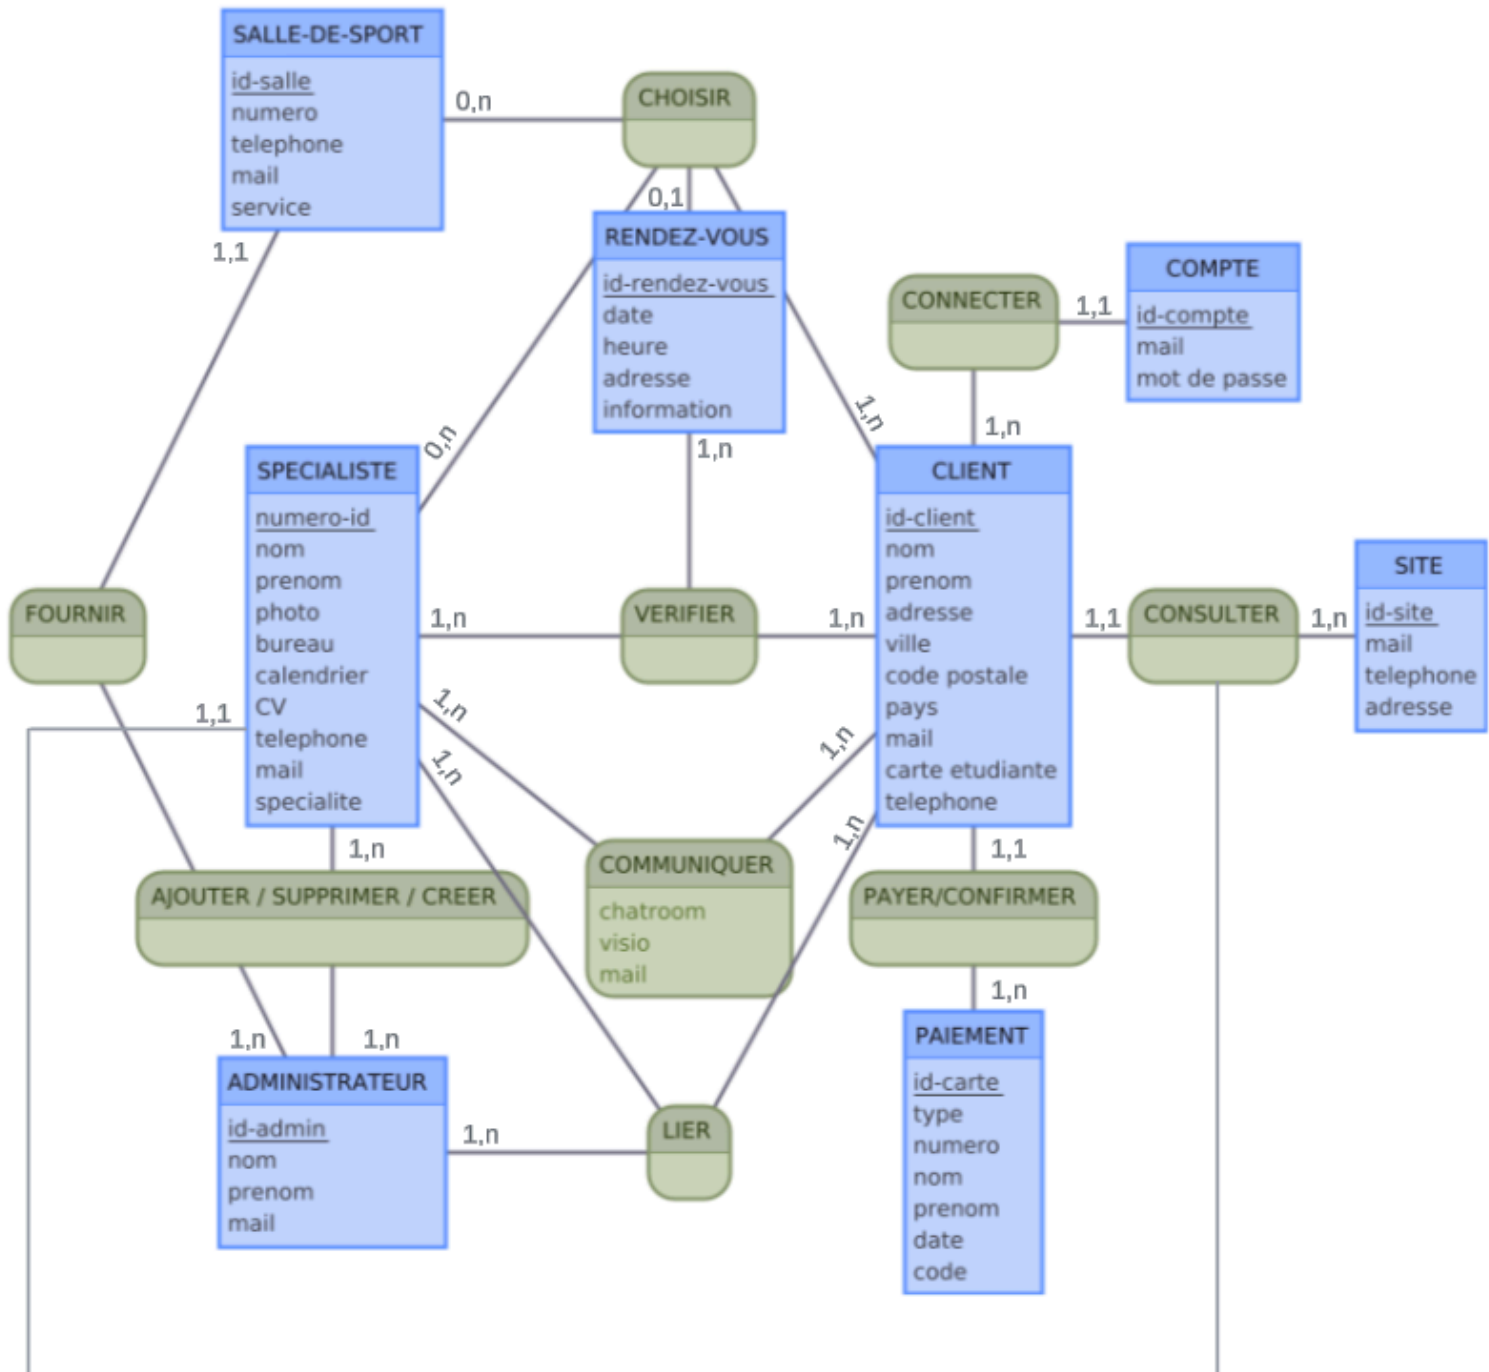 SALLE-DE-SPORT
id-salle
numero
telephone
mail
service
0,n
CHOISIR
1,1
0,1
RENDEZ-VOUS
id-rendez-vous
date
heure
adresse
information
CONNECTER
1,1
COMPTE
id-compte
mail
mot de passe
0,n
1,n
1,n
1,n
SPECIALISTE
numero-id
nom
prenom
photo
bureau
calendrier
CV
telephone
mail
specialite
CLIENT
id-client
nom
prenom
adresse
ville
code postale
pays
mail
carte etudiante
telephone
SITE
id-site
mail
telephone
adresse
FOURNIR
1,n
VERIFIER
1,n
1,1
CONSULTER
1,n
1,1
1,n
1,n
1,n
1,n
1,n
1,1
AJOUTER / SUPPRIMER / CREER
COMMUNIQUER
chatroom
visio
mail
PAYER/CONFIRMER
1,n
1,n
1,n
ADMINISTRATEUR
id-admin
nom
prenom
mail
1,n
LIER
PAIEMENT
id-carte
type
numero
nom
prenom
date
code